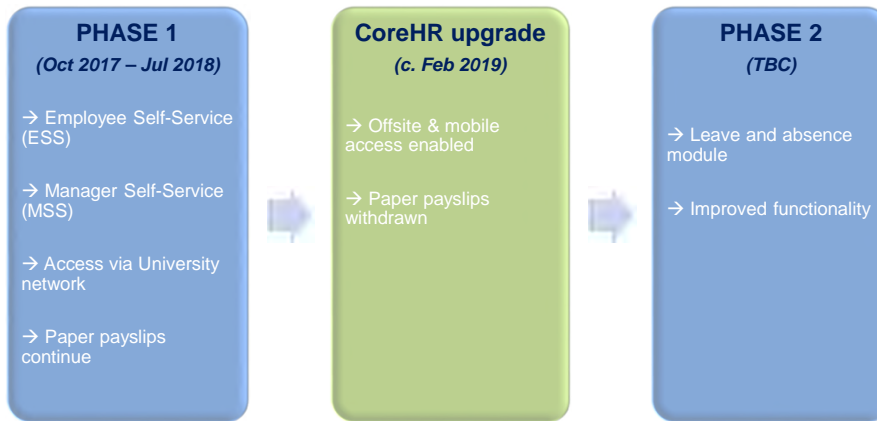 PHASE 1
(Oct 2017 – Jul 2018)
→ Employee Self-Service
(ESS)
→ Manager Self-Service
(MSS)
→ Access via University
network
→ Paper payslips
continue
CoreHR upgrade
(c. Feb 2019)
→ Offsite & mobile
access enabled
→ Paper payslips
withdrawn
PHASE 2
(TBC)
→ Leave and absence
module
→ Improved functionality